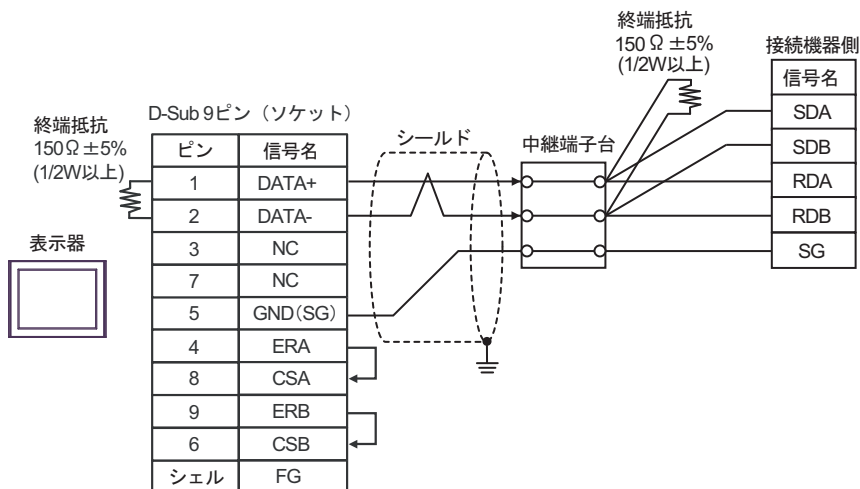 終端抵抗
150 Ω ±5%
(1/2W以上)
接続機器側
信号名
SDA
SDB
RDA
RDB
SG
D-Sub 9ピン（ソケット）
終端抵抗
150Ω±5%
(1/2W以上)
シールド
中継端子台
ピン 信号名
1 DATA+
2 DATA-
3 NC
7 NC
5 GND(SG)
4 ERA
8 CSA
9 ERB
6 CSB
シェル FG
表示器